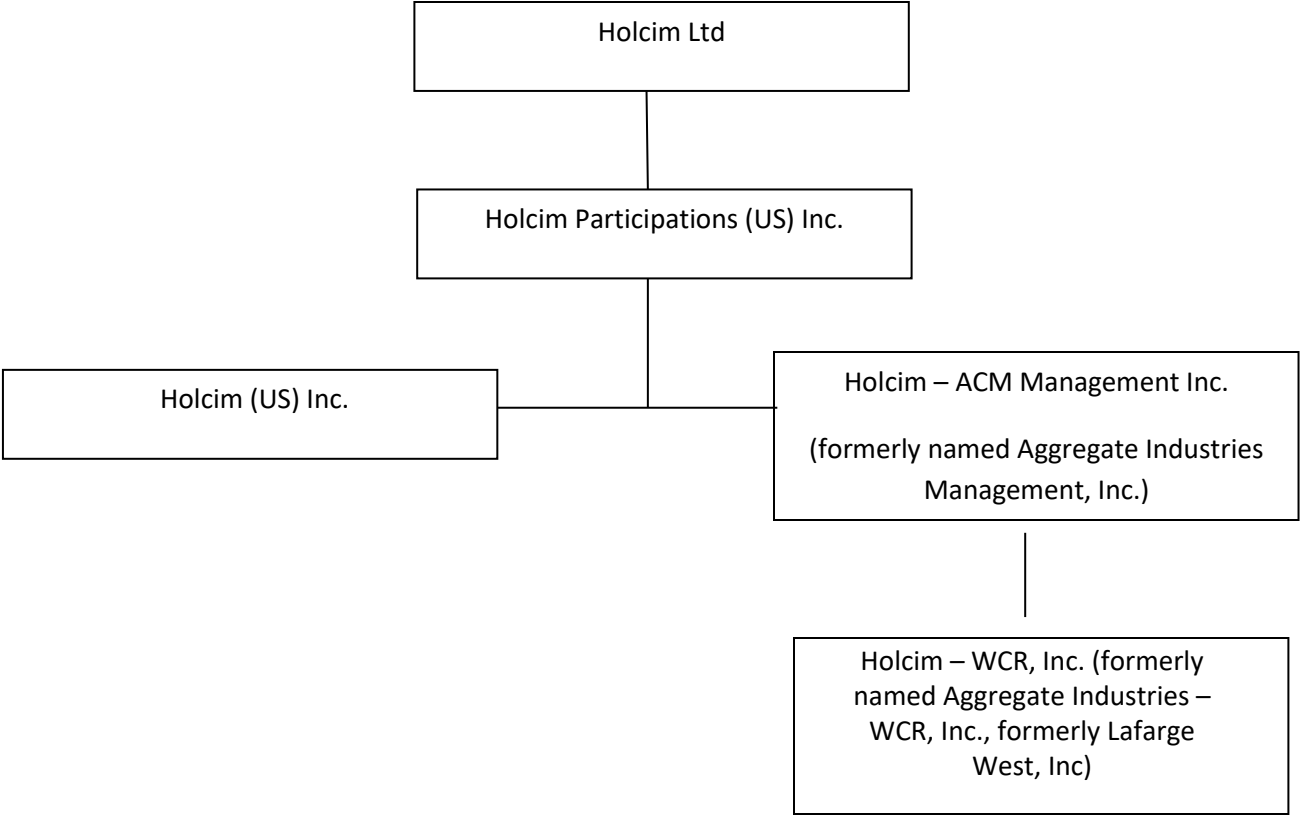 Holcim Ltd
Holcim Participations (US) Inc.
Holcim (US) Inc.
Holcim – ACM Management Inc.
(formerly named Aggregate Industries
Management, Inc.)
Holcim – WCR, Inc. (formerly
named Aggregate Industries –
WCR, Inc., formerly Lafarge
West, Inc)